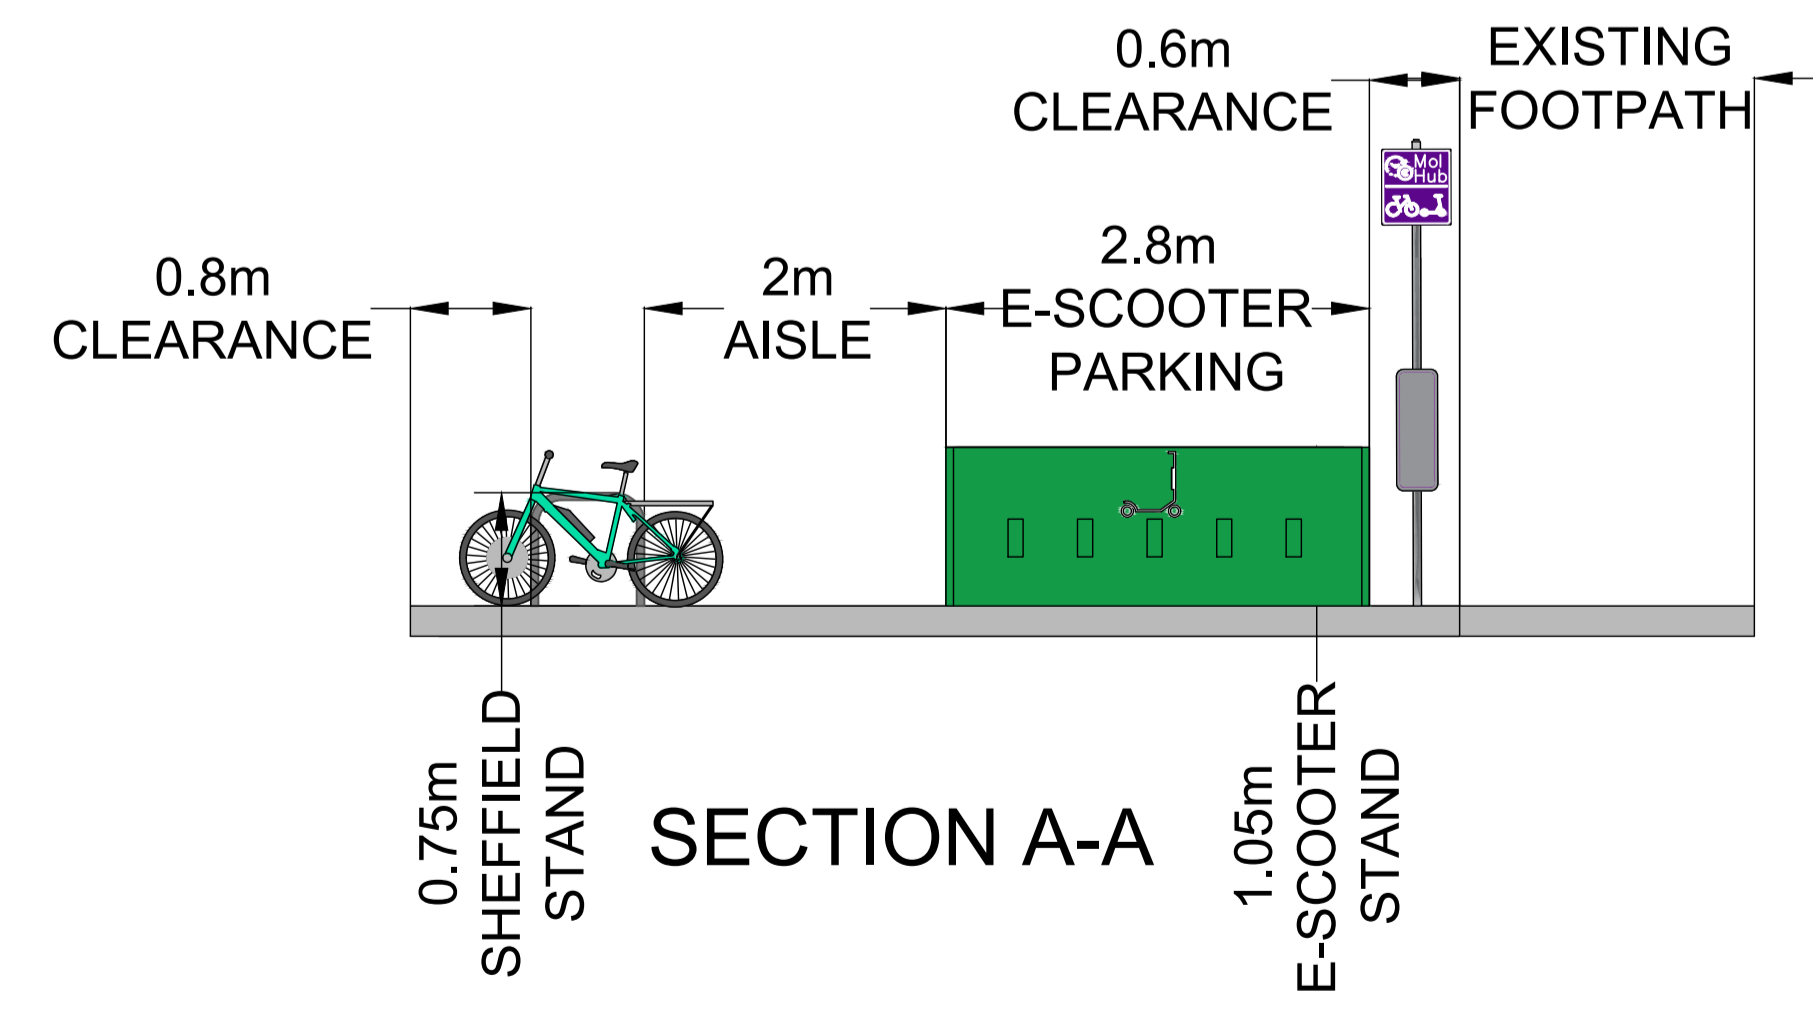 0.6m
CLEARANCE
EXISTING
FOOTPATH
Mol
Hub
0.8m
CLEARANCE
2m
AISLE
2.8m
E-SCOOTER
PARKING
0.75m
SHEFFIELD
STAND
SECTION A-A
1.05m
E-SCOOTER
STAND